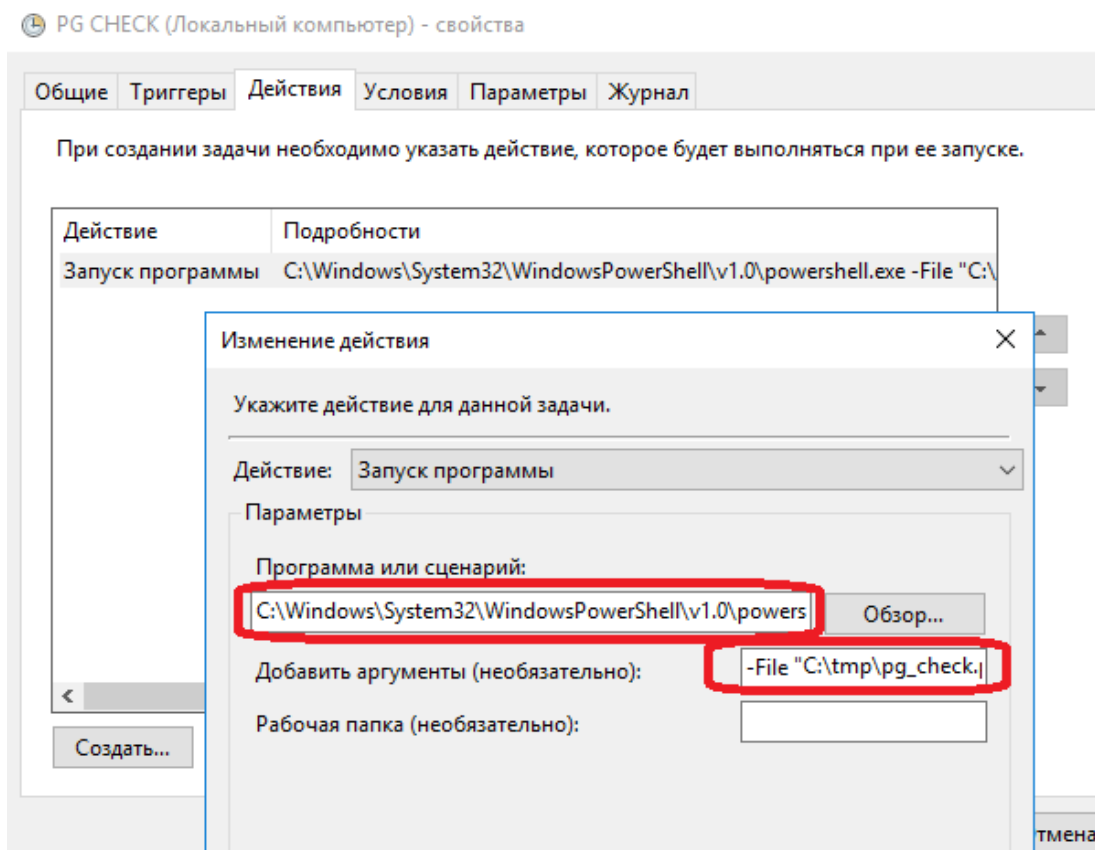 PG CHECK (Локальный компьютер) - свойства
Общие Триггеры Действия Условия Параметры Журнал
При создании задачи необходимо указать действие, которое будет выполняться при ее запуске.
Действие Подробности
Запуск программы C:\Windows\System32\WindowsPowerShell\v1.0\powershell.exe -File "C:\
Изменение действия
Укажите действие для данной задачи.
Действие: Запуск программы
Параметры
Программа или сценарий:
C:\Windows\System32\WindowsPowerShell\v1.0\powers Обзор...
Добавить аргументы (необязательно): -File "C:\tmp\pg_check.
Рабочая папка (необязательно):
Создать...
тмена